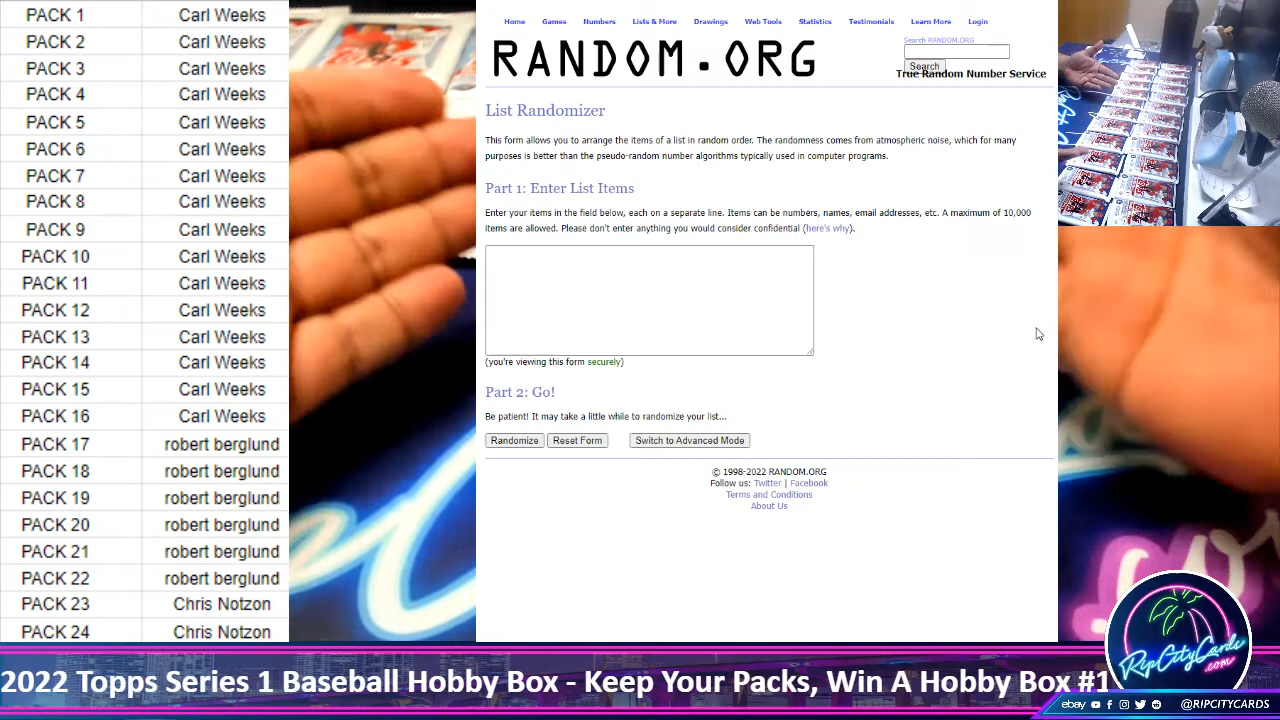 PACK 1 Carl Weeks
PACK 2 Carl Weeks
PACK 3 Carl Weeks
PACK 4 Carl Weeks
PACK 5 Carl Weeks
PACK 6 Carl Weeks
PACK 7 Carl Weeks
PACK 8 Carl Weeks
PACK 9 Carl Weeks
PACK 10 Carl Weeks
PACK 11 Carl Weeks
PACK 12 Carl Weeks
PACK 13 Carl Weeks
PACK 14 Carl Weeks
PACK 15 Carl Weeks
PACK 16 Carl Weeks
PACK 17 robert berglund
PACK 18 robert berglund
PACK 19 robert berglund
PACK 20 robert berglund
PACK 21 robert berglund
PACK 22 robert berglund
PACK 23 Chris Notzon
PACK 24 Chris Notzon
Home Games Numbers Lists & More Drawings Web Tools Statistics Testimonials Learn More Login
RANDOM.ORG
Search RANDOM.ORG
Search
True Random Number Service
List Randomizer
This form allows you to arrange the items of a list in random order. The randomness comes from atmospheric noise, which for many
purposes is better than the pseudo-random number algorithms typically used in computer programs.
Part 1: Enter List Items
Enter your items in the field below, each on a separate line. Items can be numbers, names, email addresses, etc. A maximum of 10,000
items are allowed. Please don't enter anything you would consider confidential (here's why).
(you're viewing this form securely)
Part 2: Go!
Be patient! It may take a little while to randomize your list...
Randomize Reset Form Switch to Advanced Mode
© 1998-2022 RANDOM.ORG
Follow us: Twitter | Facebook
Terms and Conditions
About Us
2022 Topps Series 1 Baseball Hobby Box - Keep Your Packs, Win A Hobby Box #1
RipCityCards
.com
ebay @RIPCITYCARDS